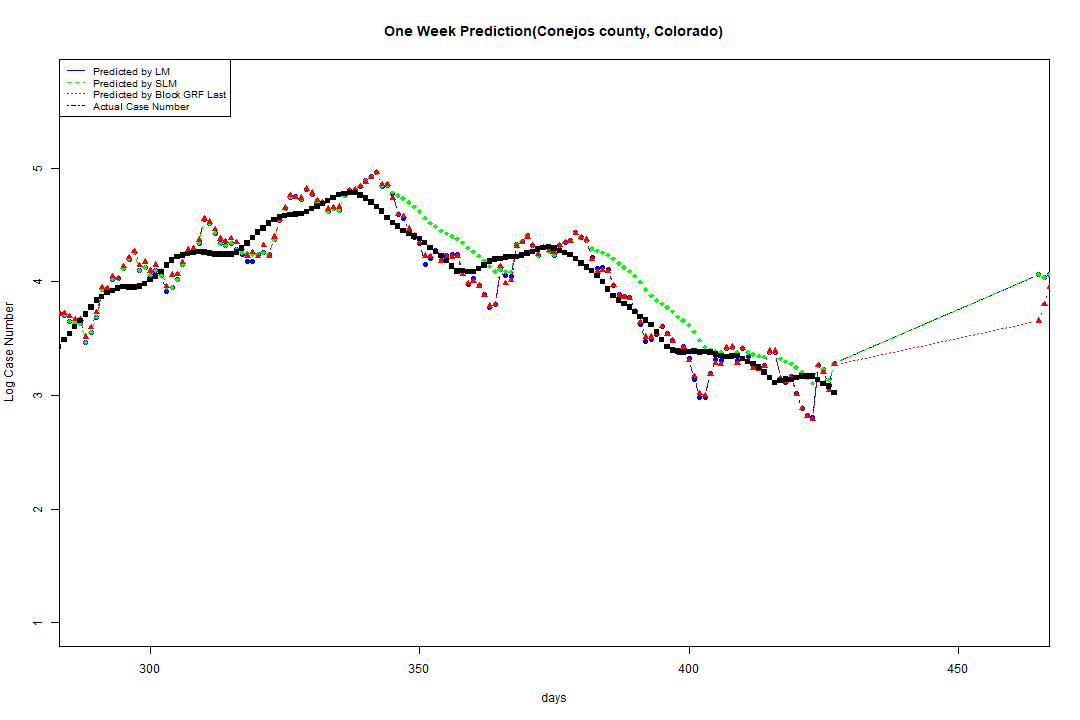 One Week Prediction(Conejos county, Colorado)
Predicted by LM
Predicted by SLM
Predicted by Block GRF Last
Actual Case Number
5
4
3
2
1
Log Case Number
300
350
400
450
days